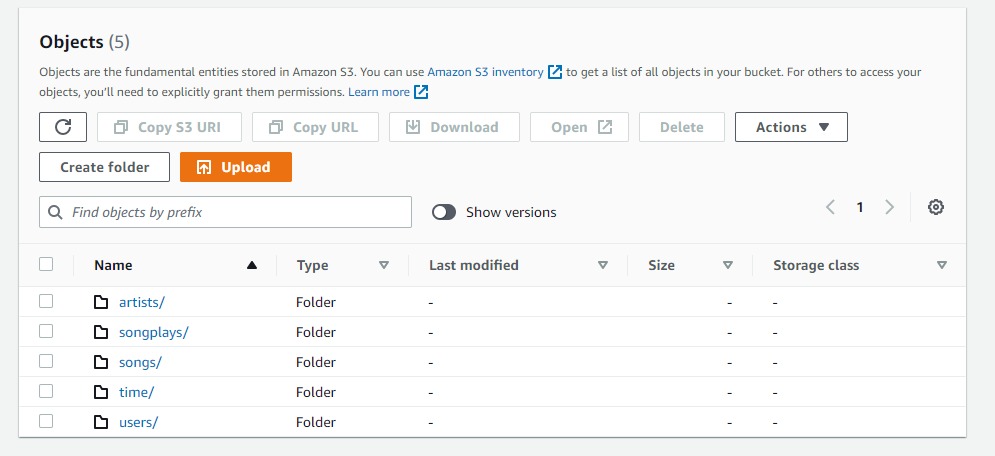 Objects (5)
Objects are the fundamental entities stored in Amazon S3. You can use Amazon S3 inventory to get a list of all objects in your bucket. For others to access your
objects, you'll need to explicitly grant them permissions. Learn more
Copy S3 URI Copy URL Download Open Delete Actions
Create folder Upload
Find objects by prefix Show versions 1
Name Type Last modified Size Storage class
artists/ Folder - - -
songplays/ Folder - - -
songs/ Folder - - -
time/ Folder - - -
users/ Folder - - -